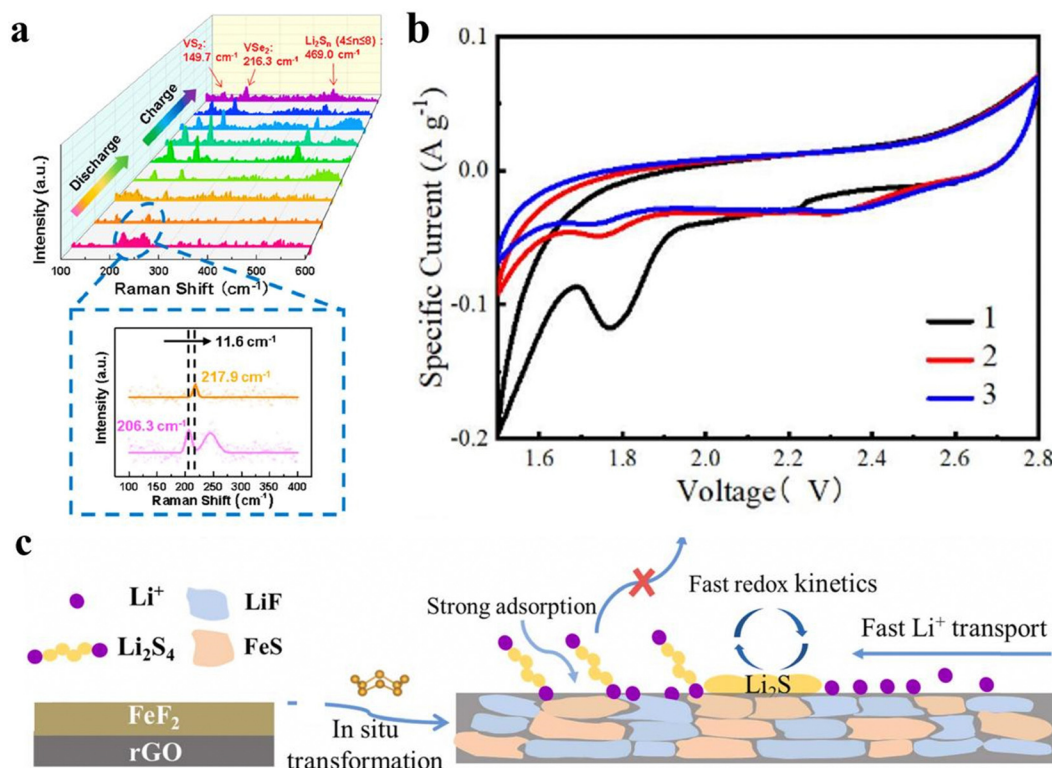 a
VS2:
149.7 cm-1
VSe2:
216.3 cm-1
Li2Sn (4≤n≤8) :
469.0 cm-1
Charge
Discharge
Intensity (a.u.)
100 200 300 400 500 600
Raman Shift (cm-1)
11.6 cm-1
217.9 cm-1
206.3 cm-1
Intensity (a.u.)
100 150 200 250 300 350 400
Raman Shift (cm-1)
b
0.1
0.0
-0.1
-0.2
Specific Current (A g-1)
1
2
3
1.6 1.8 2.0 2.2 2.4 2.6 2.8
Voltage( V)
c
Li+
LiF
Li2S4
FeS
FeF2
rGO
In situ
transformation
Strong adsorption
Fast redox kinetics
Fast Li+ transport
Li2S